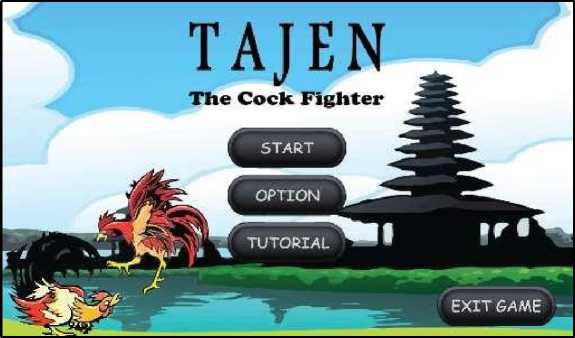 TAJEN
The Cock Fighter
START
OPTION
TUTORIAL
EXIT GAME